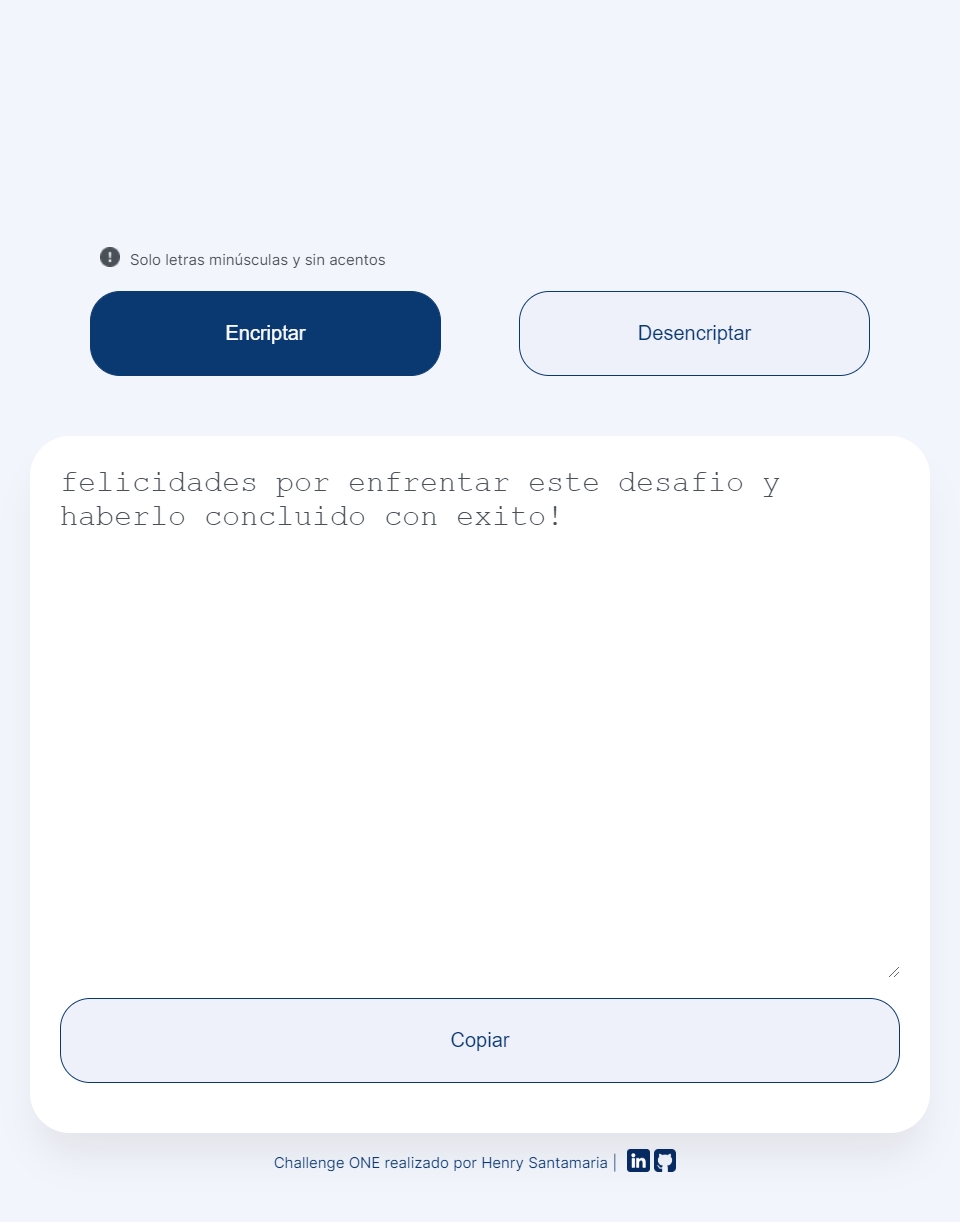 Solo letras minúsculas y sin acentos
Encriptar
Desencriptar
felicidades por enfrentar este desafio y
haberlo concluido con exito!
Copiar
Challenge ONE realizado por Henry Santamaria |
in